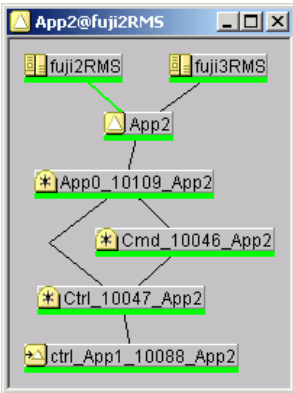 App2@fuji2RMS
fuji2RMS fuji3RMS
App2
App0_10109_App2
Cmd_10046_App2
Ctrl_10047_App2
ctrl_App1_10088_App2